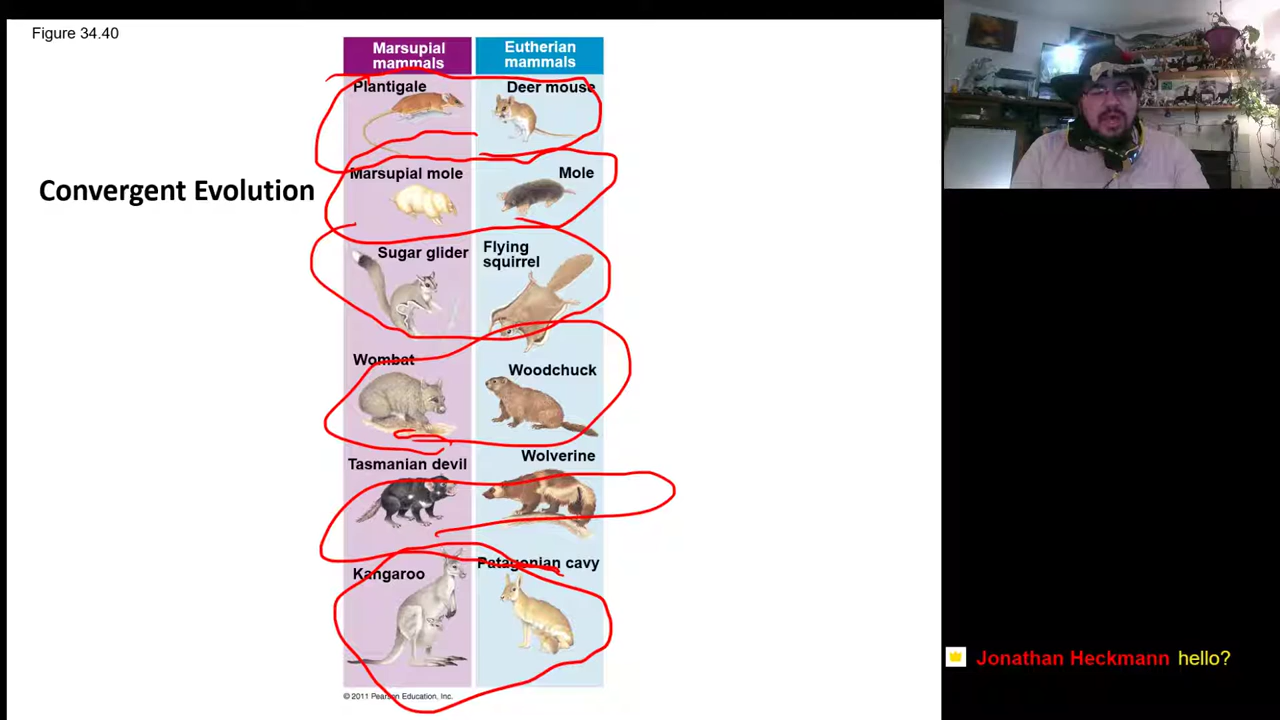 Figure 34.40
Marsupial
mammals
Eutherian
mammals
Plantigale
Deer mouse
Convergent Evolution
Marsupial mole
Mole
Sugar glider
Flying
squirrel
Wombat
Woodchuck
Tasmanian devil
Wolverine
Kangaroo
Patagonian cavy
© 2011 Pearson Education, Inc.
Jonathan Heckmann hello?